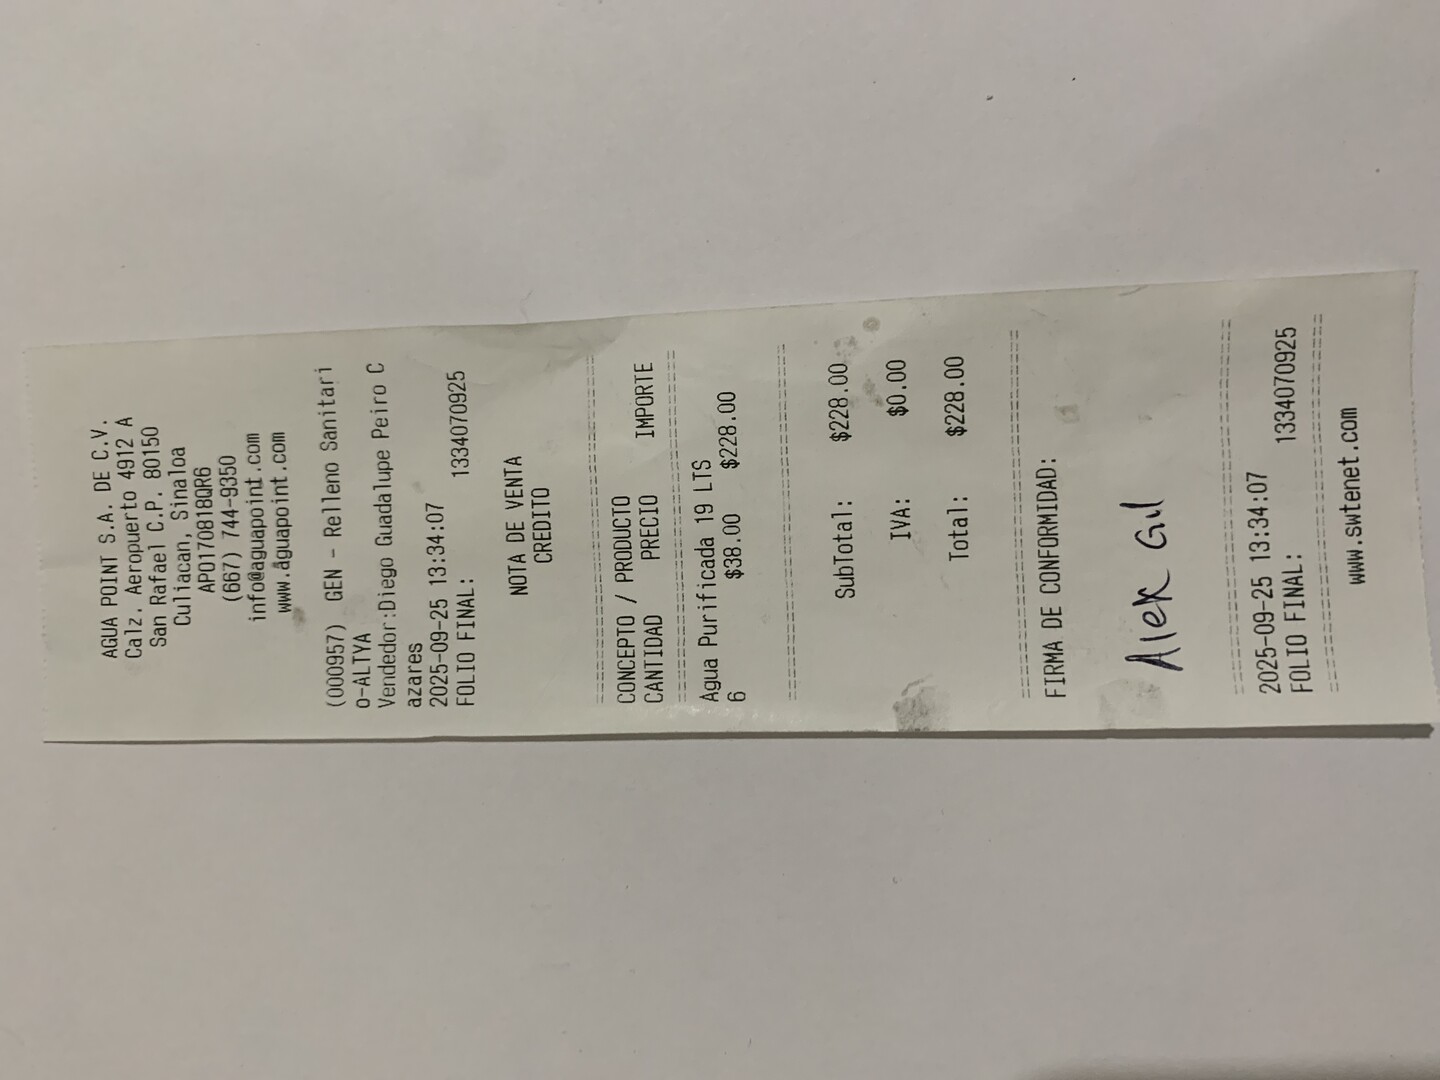 AGUA POINT S.A. DE C.V.
Calz. Aeropuerto 4912 A
San Rafael C.P. 80150
Culiacan, Sinaloa
APO170818QR6
(667) 744-9350
info@aguapoint.com
www.aguapoint.com
(000957) GEN - Relleno Sanitari
o-ALTYA
Vendedor:Diego Guadalupe Peiro C
azares
2025-09-25 13:34:07
FOLIO FINAL: 1334070925
NOTA DE VENTA
CREDITO
CONCEPTO / PRODUCTO
CANTIDAD PRECIO IMPORTE
Agua Purificada 19 LTS
6 $38.00 $228.00
SubTotal: $228.00
IVA: $0.00
Total: $228.00
FIRMA DE CONFORMIDAD:
Alex Gil
2025-09-25 13:34:07
FOLIO FINAL: 1334070925
www.swtenet.com